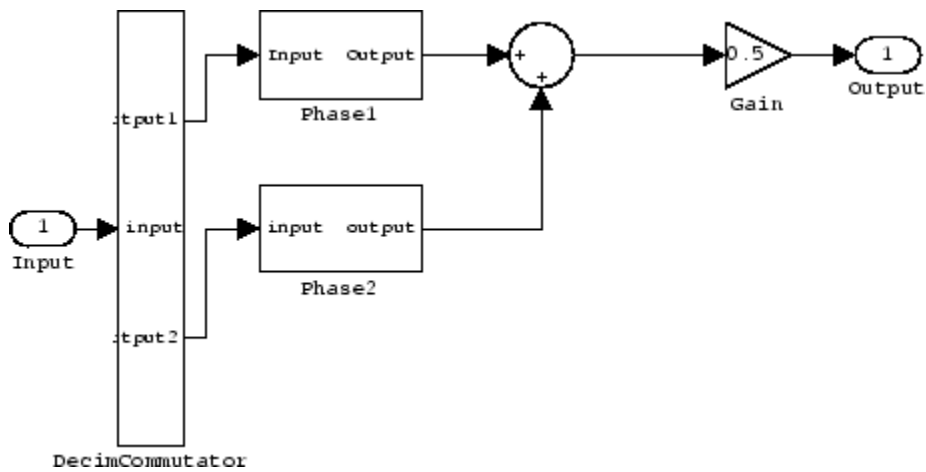 Input Output
+
+
0.5
1
Phase1
Gain
Output
tput1
1
input
input output
Input
Phase2
tput2
DecimCommutator